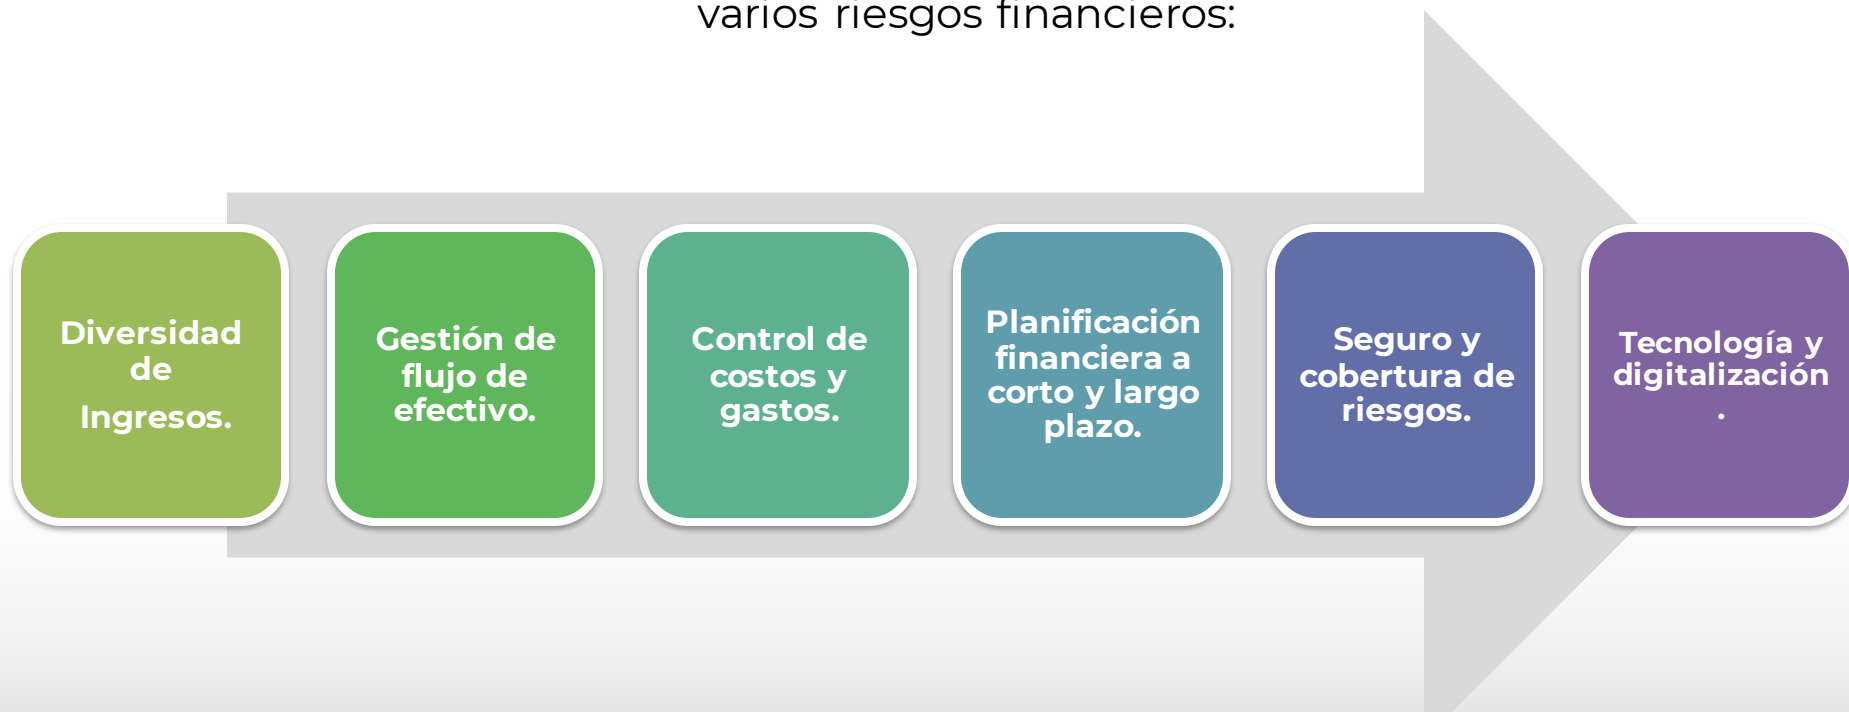 varios riesgos financieros:
Diversidad
de
Ingresos.
Gestión de
flujo de
efectivo.
Control de
costos y
gastos.
Planificación
financiera a
corto y largo
plazo.
Seguro y
cobertura de
riesgos.
Tecnología y
digitalización
.